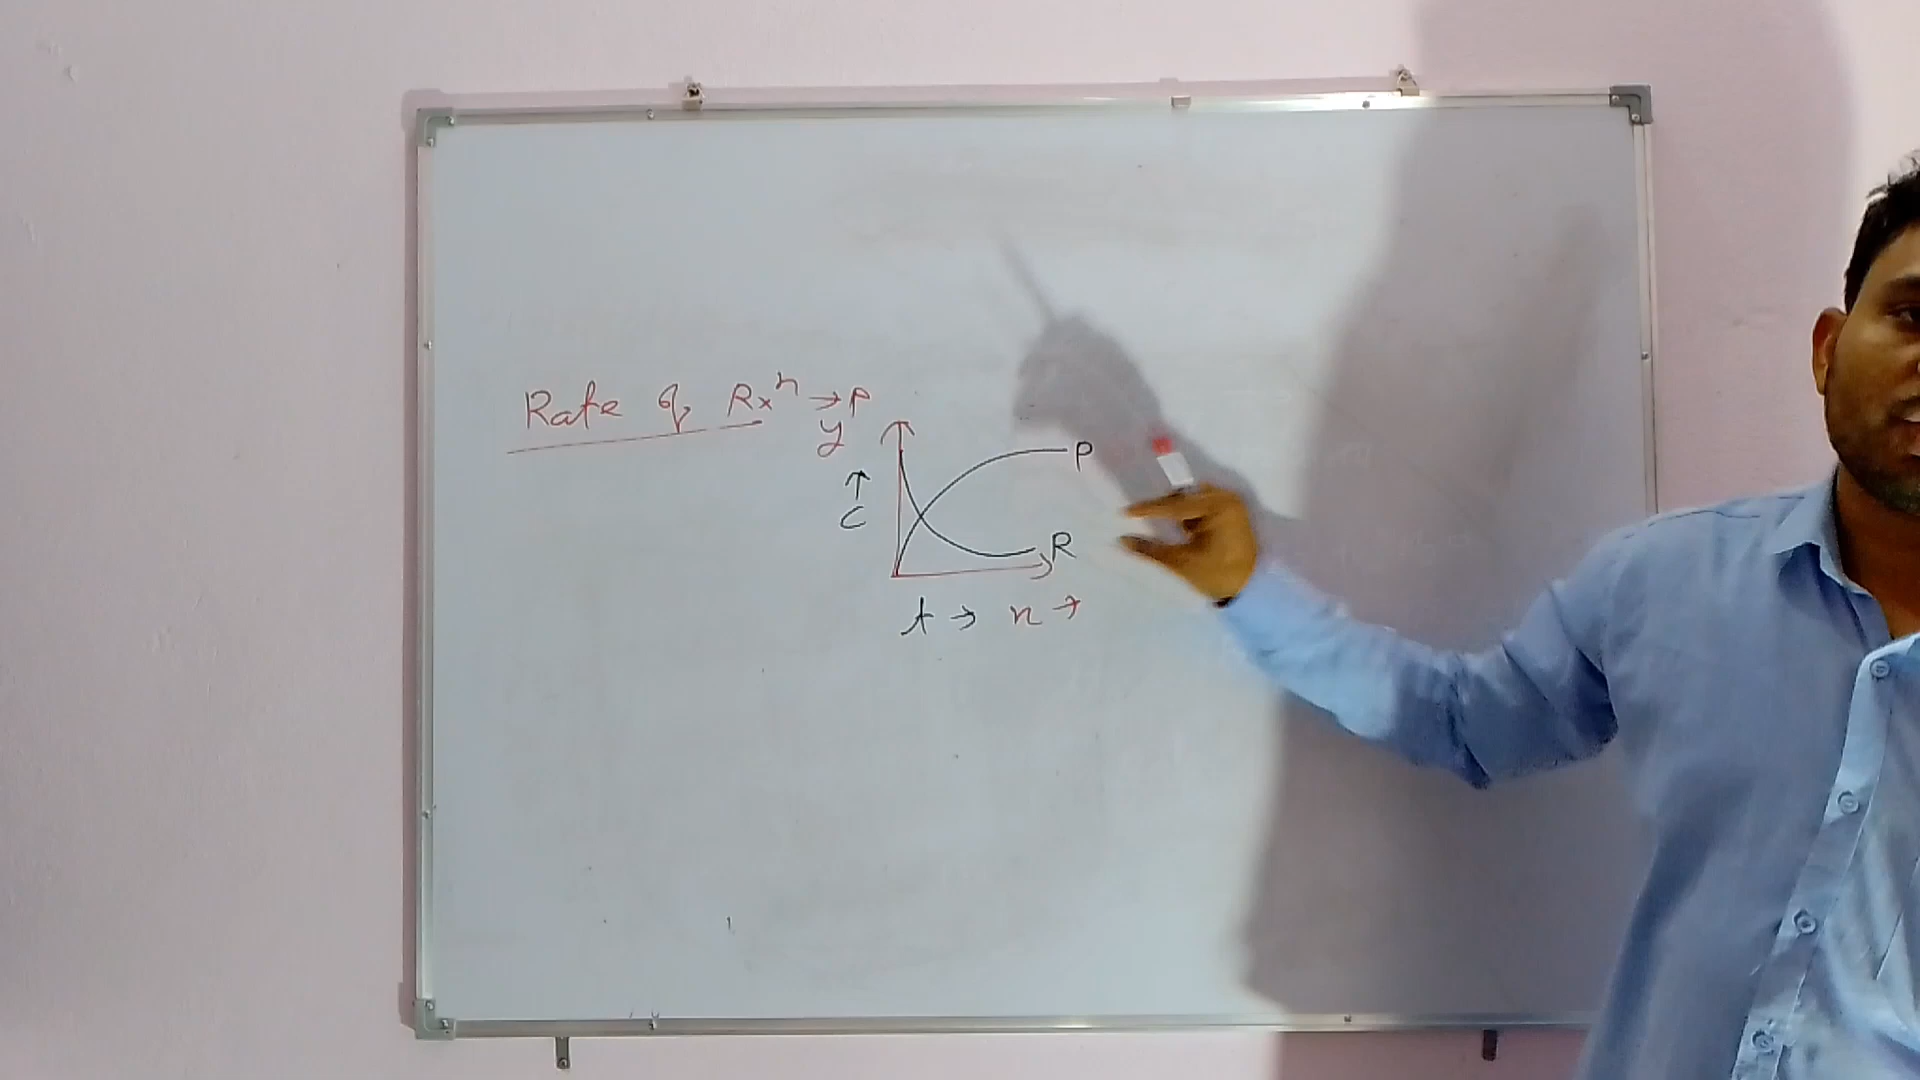 Rate of Rxⁿ → P
y
↑
C
P
R
t → x →